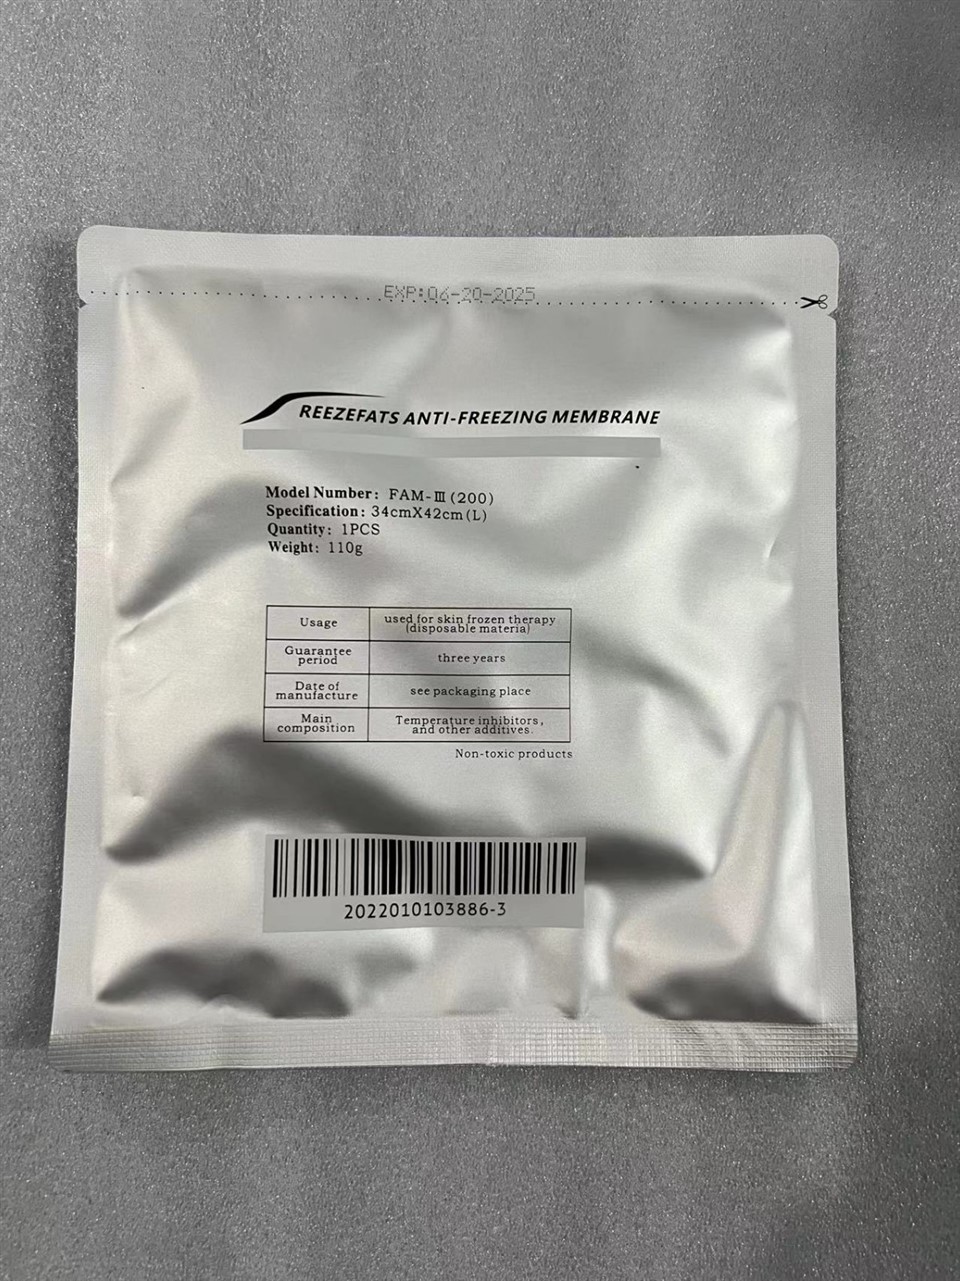 EXP:06-20-2025
REEZEFATS ANTI-FREEZING MEMBRANE
Model Number: FAM-Ⅲ(200)
Specification: 34cmX42cm(L)
Quantity: 1PCS
Weight: 110g
Usage
used for skin frozen therapy
(disposable materia)
Guarantee
period
three years
Date of
manufacture
see packaging place
Main
composition
Temperature inhibitors,
and other additives.
Non-toxic products
2022010103886-3